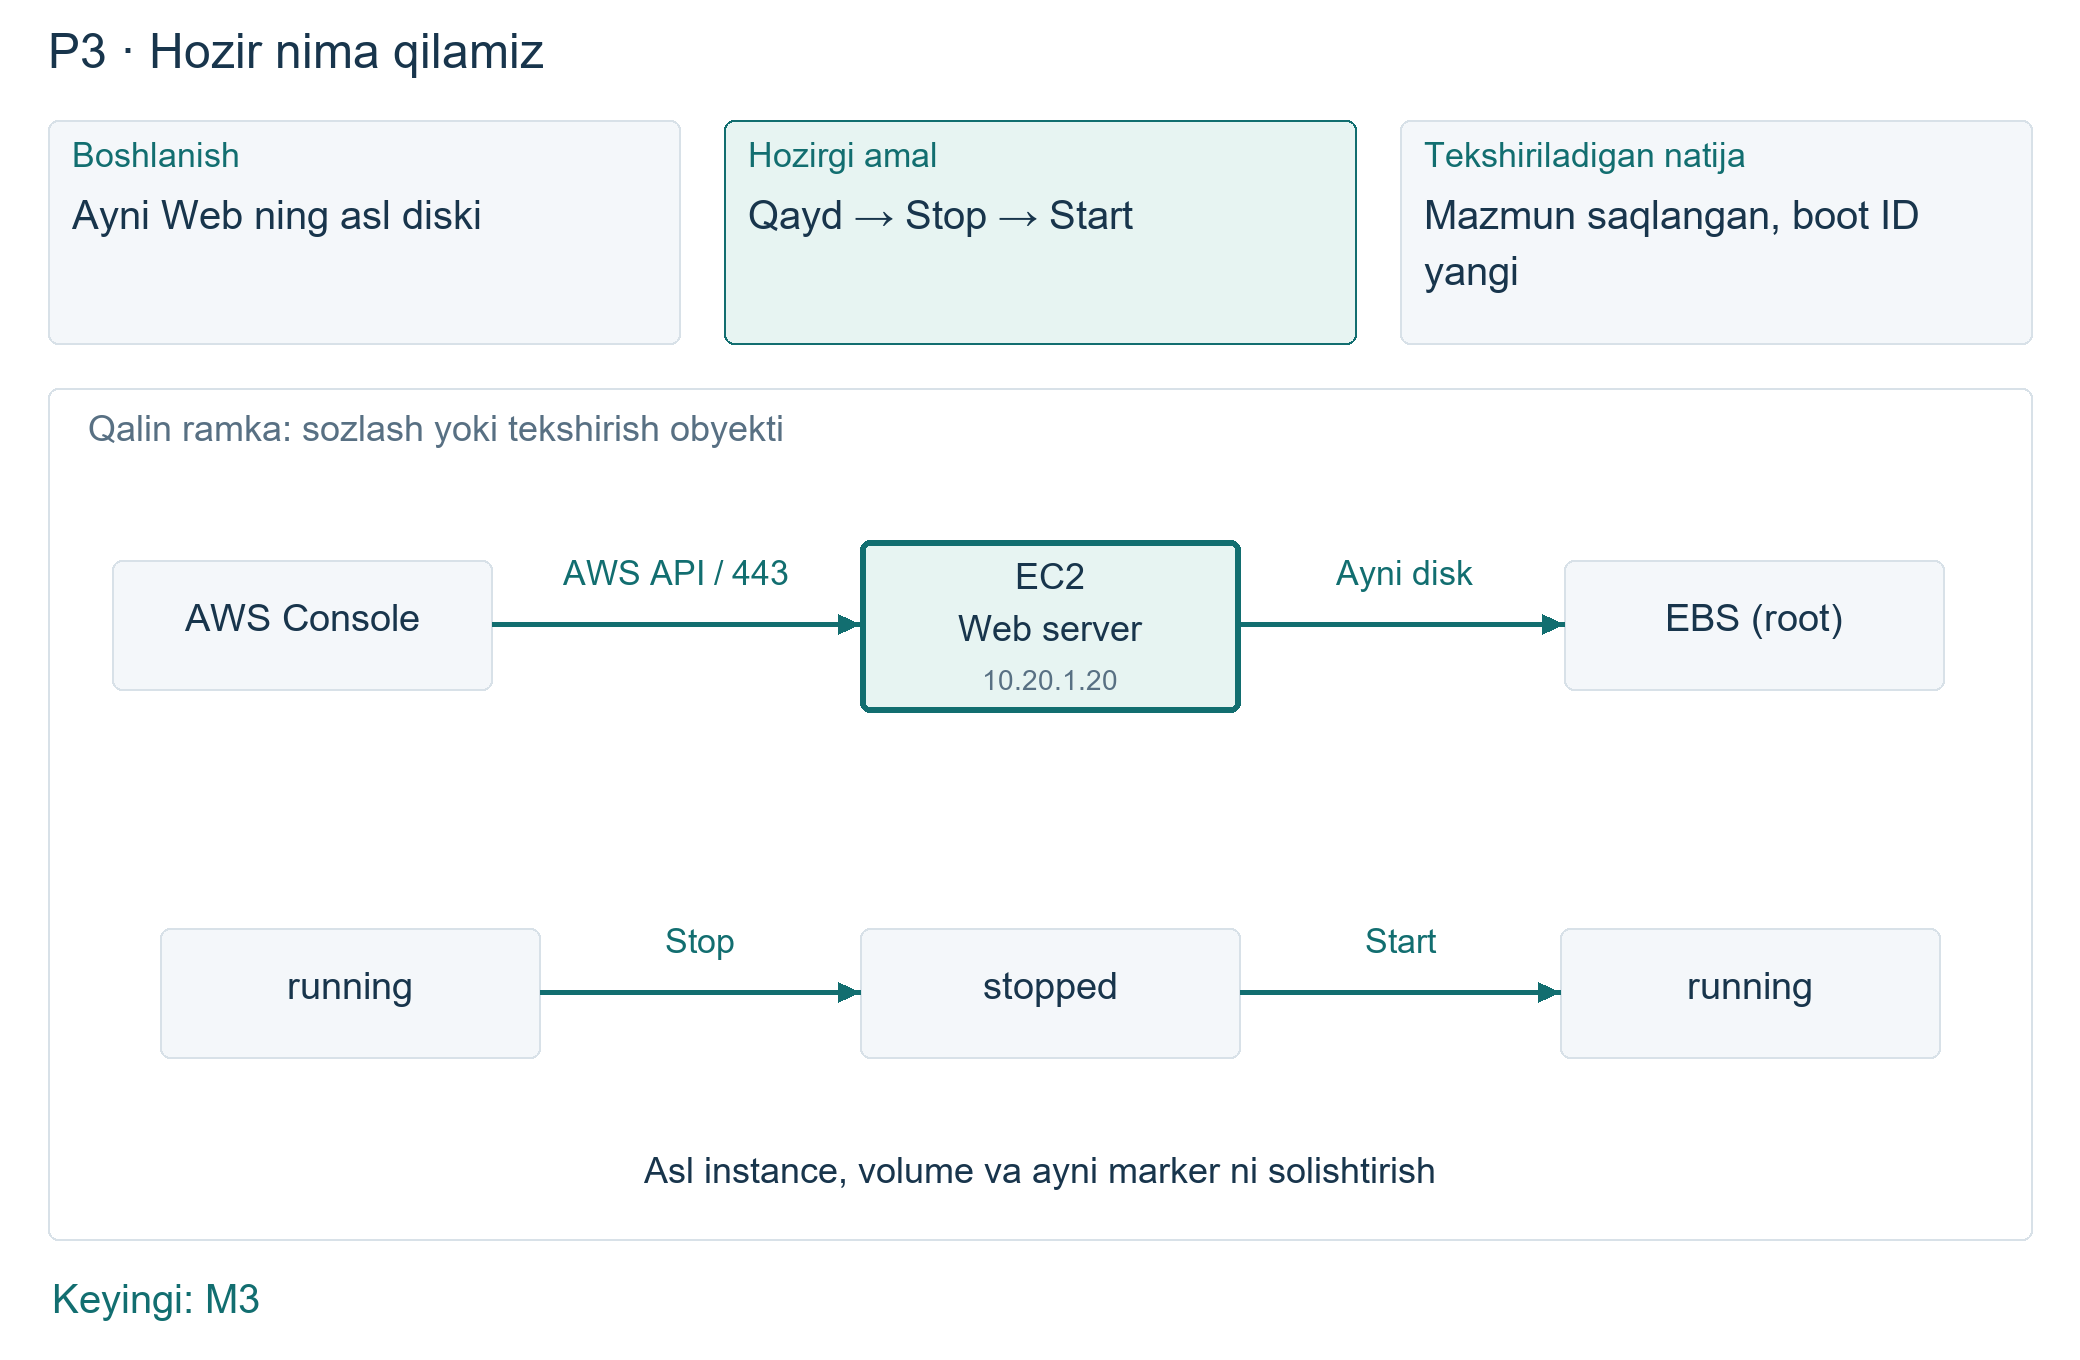 P3 · Hozir nima qilamiz
Boshlanish
Ayni Web ning asl diski
Hozirgi amal
Qayd → Stop → Start
Tekshiriladigan natija
Mazmun saqlangan, boot ID
yangi
Qalin ramka: sozlash yoki tekshirish obyekti
AWS Console
AWS API / 443
EC2
Web server
10.20.1.20
Ayni disk
EBS (root)
running
Stop
stopped
Start
running
Asl instance, volume va ayni marker ni solishtirish
Keyingi: M3